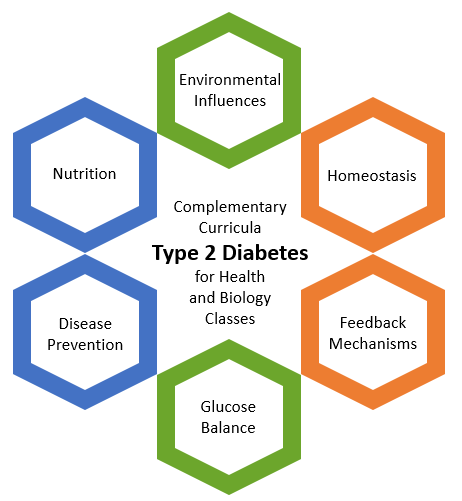 Environmental
Influences
Nutrition
Homeostasis
Complementary
Curricula
Type 2 Diabetes
for Health
and Biology
Classes
Disease
Prevention
Feedback
Mechanisms
Glucose
Balance